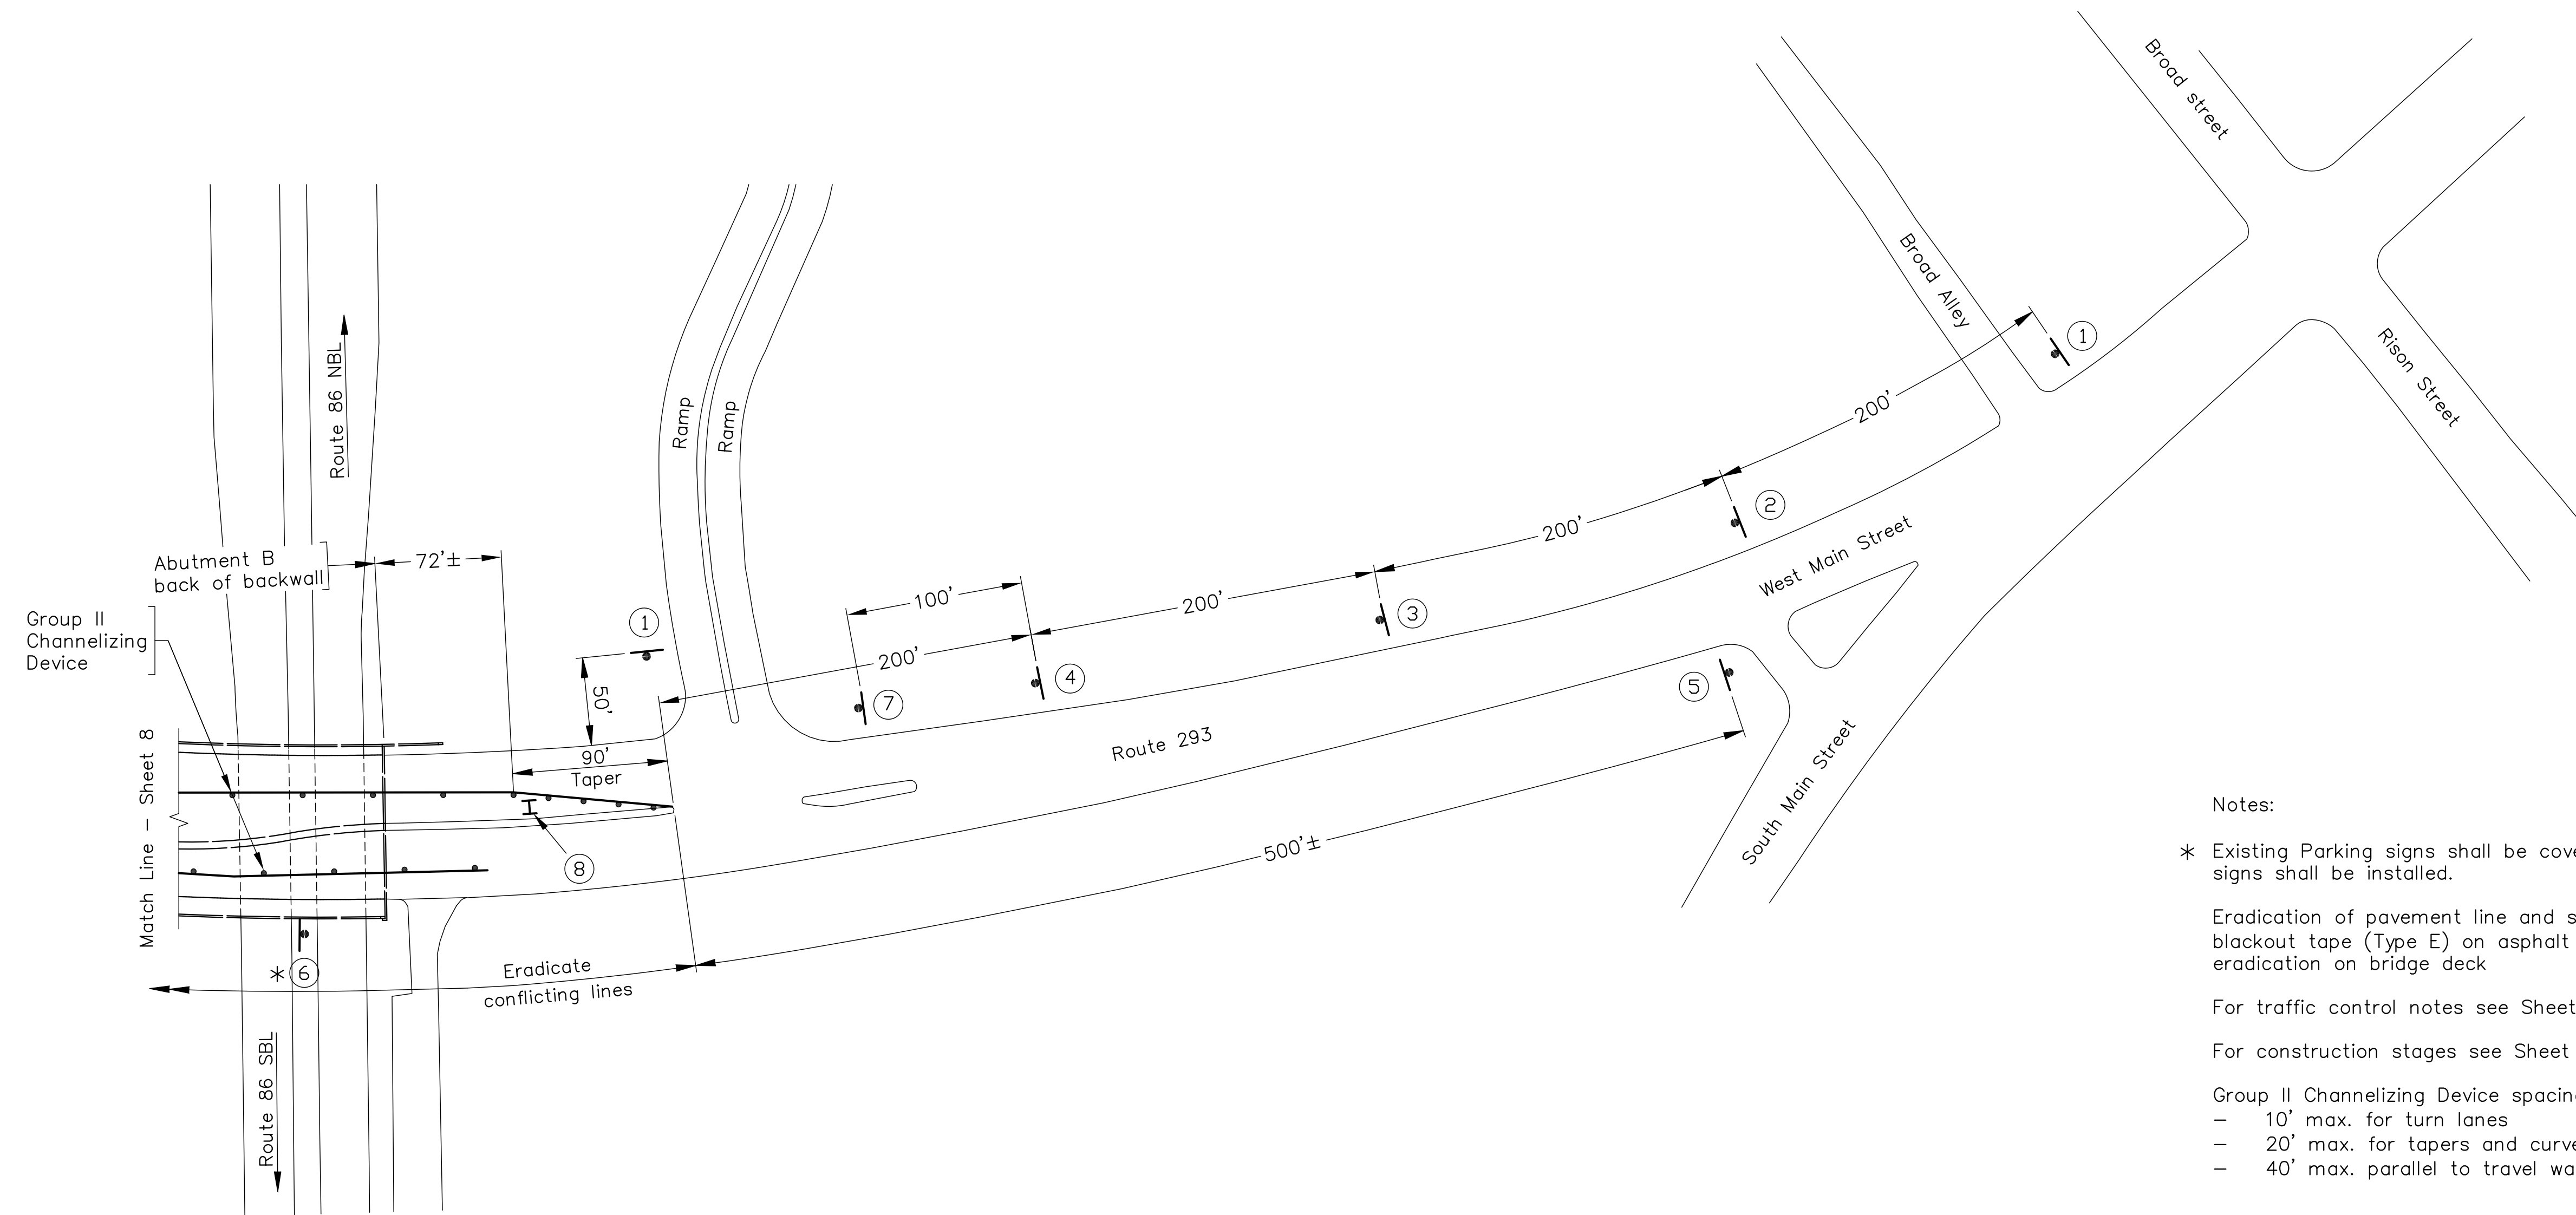 Broad street
Broad Alley
Rison Street
Route 86 NBL
Ramp
Ramp
1
200'
2
200'
West Main Street
Abutment B
back of backwall
72'±
100'
200'
3
Group II
Channelizing
Device
1
50'
200'
4
7
5
Route 293
90'
Taper
South Main Street
Match Line - Sheet 8
500'±
8
* 6
Eradicate
conflicting lines
Route 86 SBL
Notes:
* Existing Parking signs shall be cove
signs shall be installed.
Eradication of pavement line and s
blackout tape (Type E) on asphalt
eradication on bridge deck
For traffic control notes see Sheet
For construction stages see Sheet
Group II Channelizing Device spacin
- 10' max. for turn lanes
- 20' max. for tapers and curve
- 40' max. parallel to travel wa